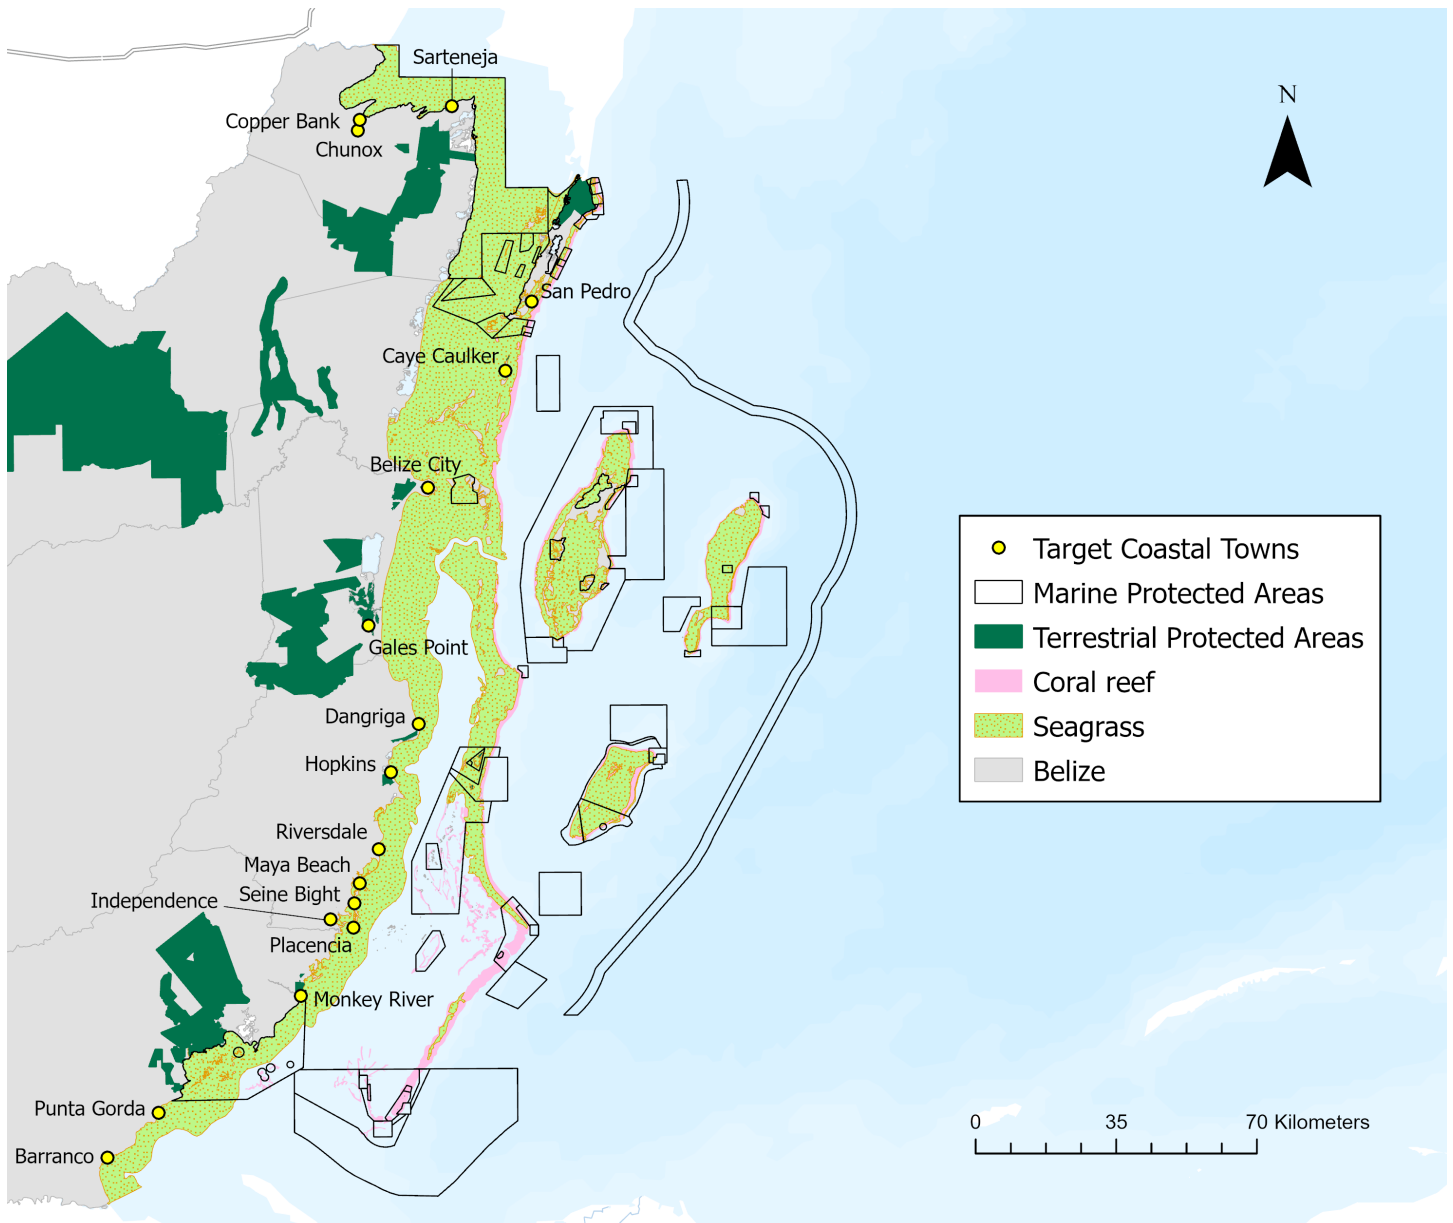 Sarteneja
N
Copper Bank
Chunox
San Pedro
Caye Caulker
Belize City
Target Coastal Towns
Marine Protected Areas
Terrestrial Protected Areas
Coral reef
Seagrass
Belize
Gales Point
Dangriga
Hopkins
Riversdale
Maya Beach
Seine Bight
Independence
Placencia
Monkey River
Punta Gorda
0 35 70 Kilometers
Barranco